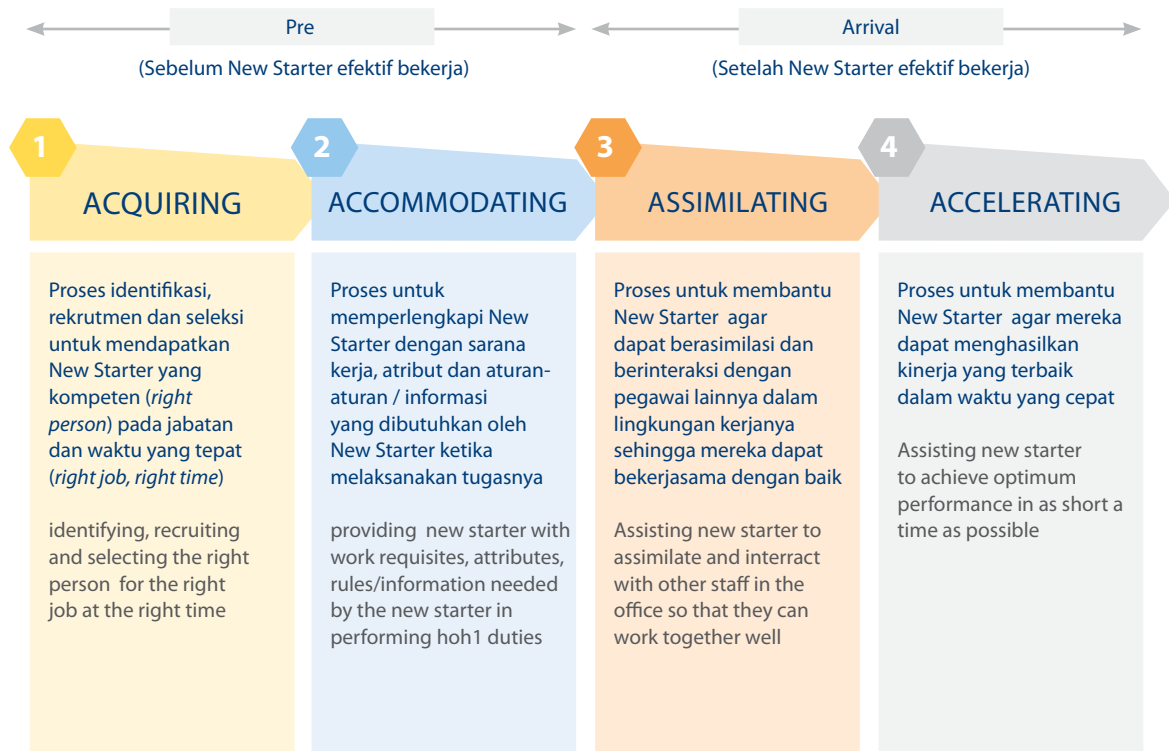 Pre
Arrival
(Sebelum New Starter efektif bekerja)
(Setelah New Starter efektif bekerja)
1
ACQUIRING
Proses identifikasi,
rekrutmen dan seleksi
untuk mendapatkan
New Starter yang
kompeten (right
person) pada jabatan
dan waktu yang tepat
(right job, right time)
identifying, recruiting
and selecting the right
person for the right
job at the right time
2
ACCOMMODATING
Proses untuk
memperlengkapi New
Starter dengan sarana
kerja, atribut dan aturan-
aturan / informasi
yang dibutuhkan oleh
New Starter ketika
melaksanakan tugasnya
providing new starter with
work requisites, attributes,
rules/information needed
by the new starter in
performing hoh1 duties
3
ASSIMILATING
Proses untuk membantu
New Starter agar
dapat berasimilasi dan
berinteraksi dengan
pegawai lainnya dalam
lingkungan kerjanya
sehingga mereka dapat
bekerjasama dengan baik
Assisting new starter to
assimilate and interract
with other staff in the
office so that they can
work together well
4
ACCELERATING
Proses untuk membantu
New Starter agar mereka
dapat menghasilkan
kinerja yang terbaik
dalam waktu yang cepat
Assisting new starter
to achieve optimum
performance in as short a
time as possible